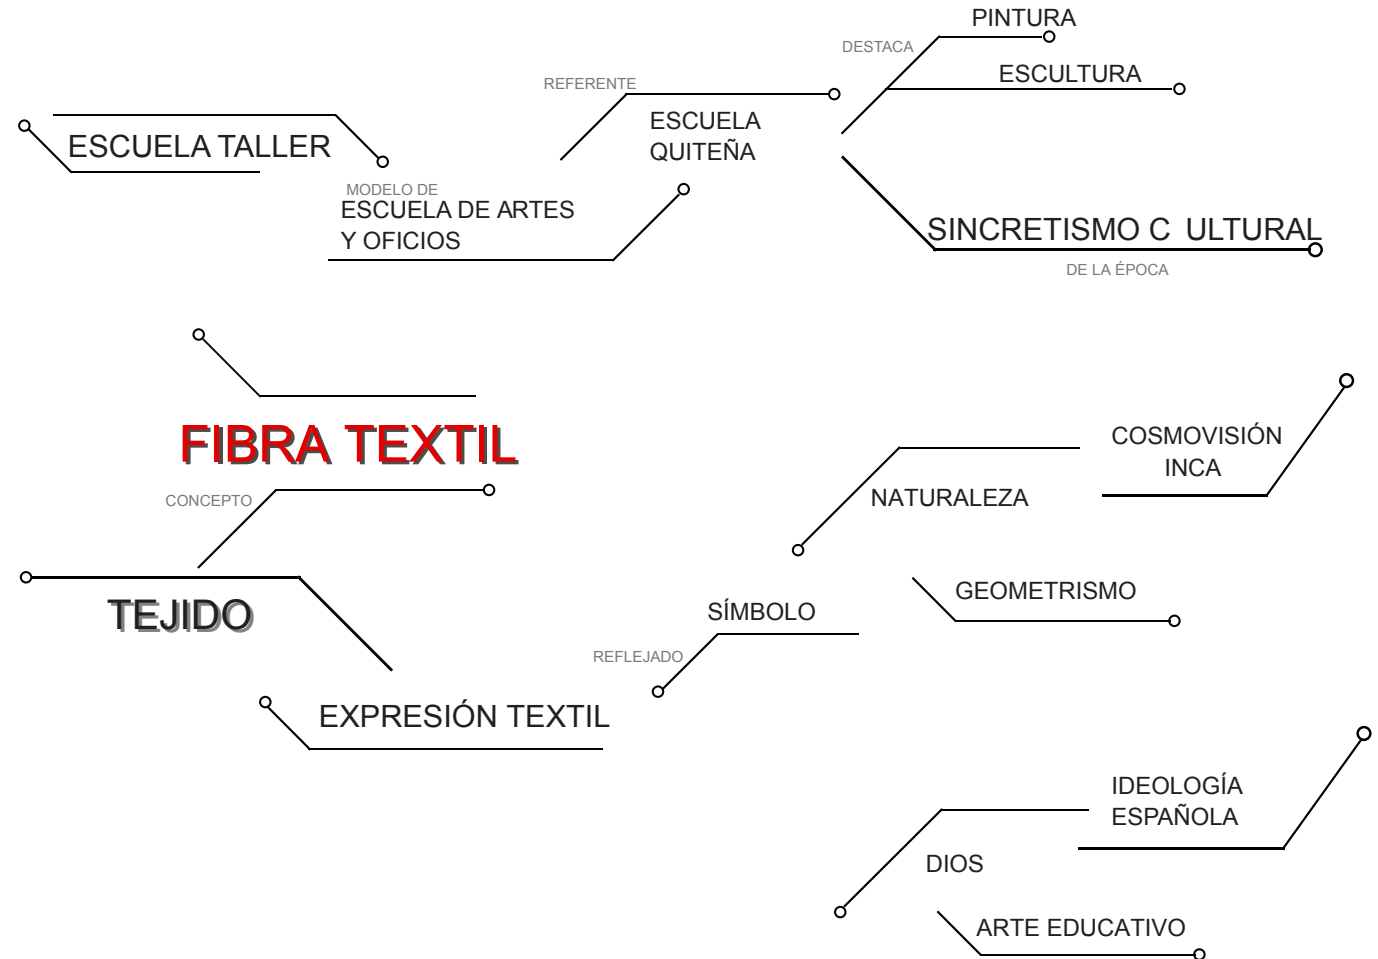 PINTURA
DESTACA
ESCULTURA
REFERENTE
ESCUELA
QUITEÑA
ESCUELA TALLER
MODELO DE
ESCUELA DE ARTES
Y OFICIOS
SINCRETISMO C ULTURAL
DE LA ÉPOCA
FIBRA TEXTIL
CONCEPTO
TEJIDO
EXPRESIÓN TEXTIL
REFLEJADO
SÍMBOLO
NATURALEZA
COSMOVISIÓN
INCA
GEOMETRISMO
IDEOLOGÍA
ESPAÑOLA
DIOS
ARTE EDUCATIVO